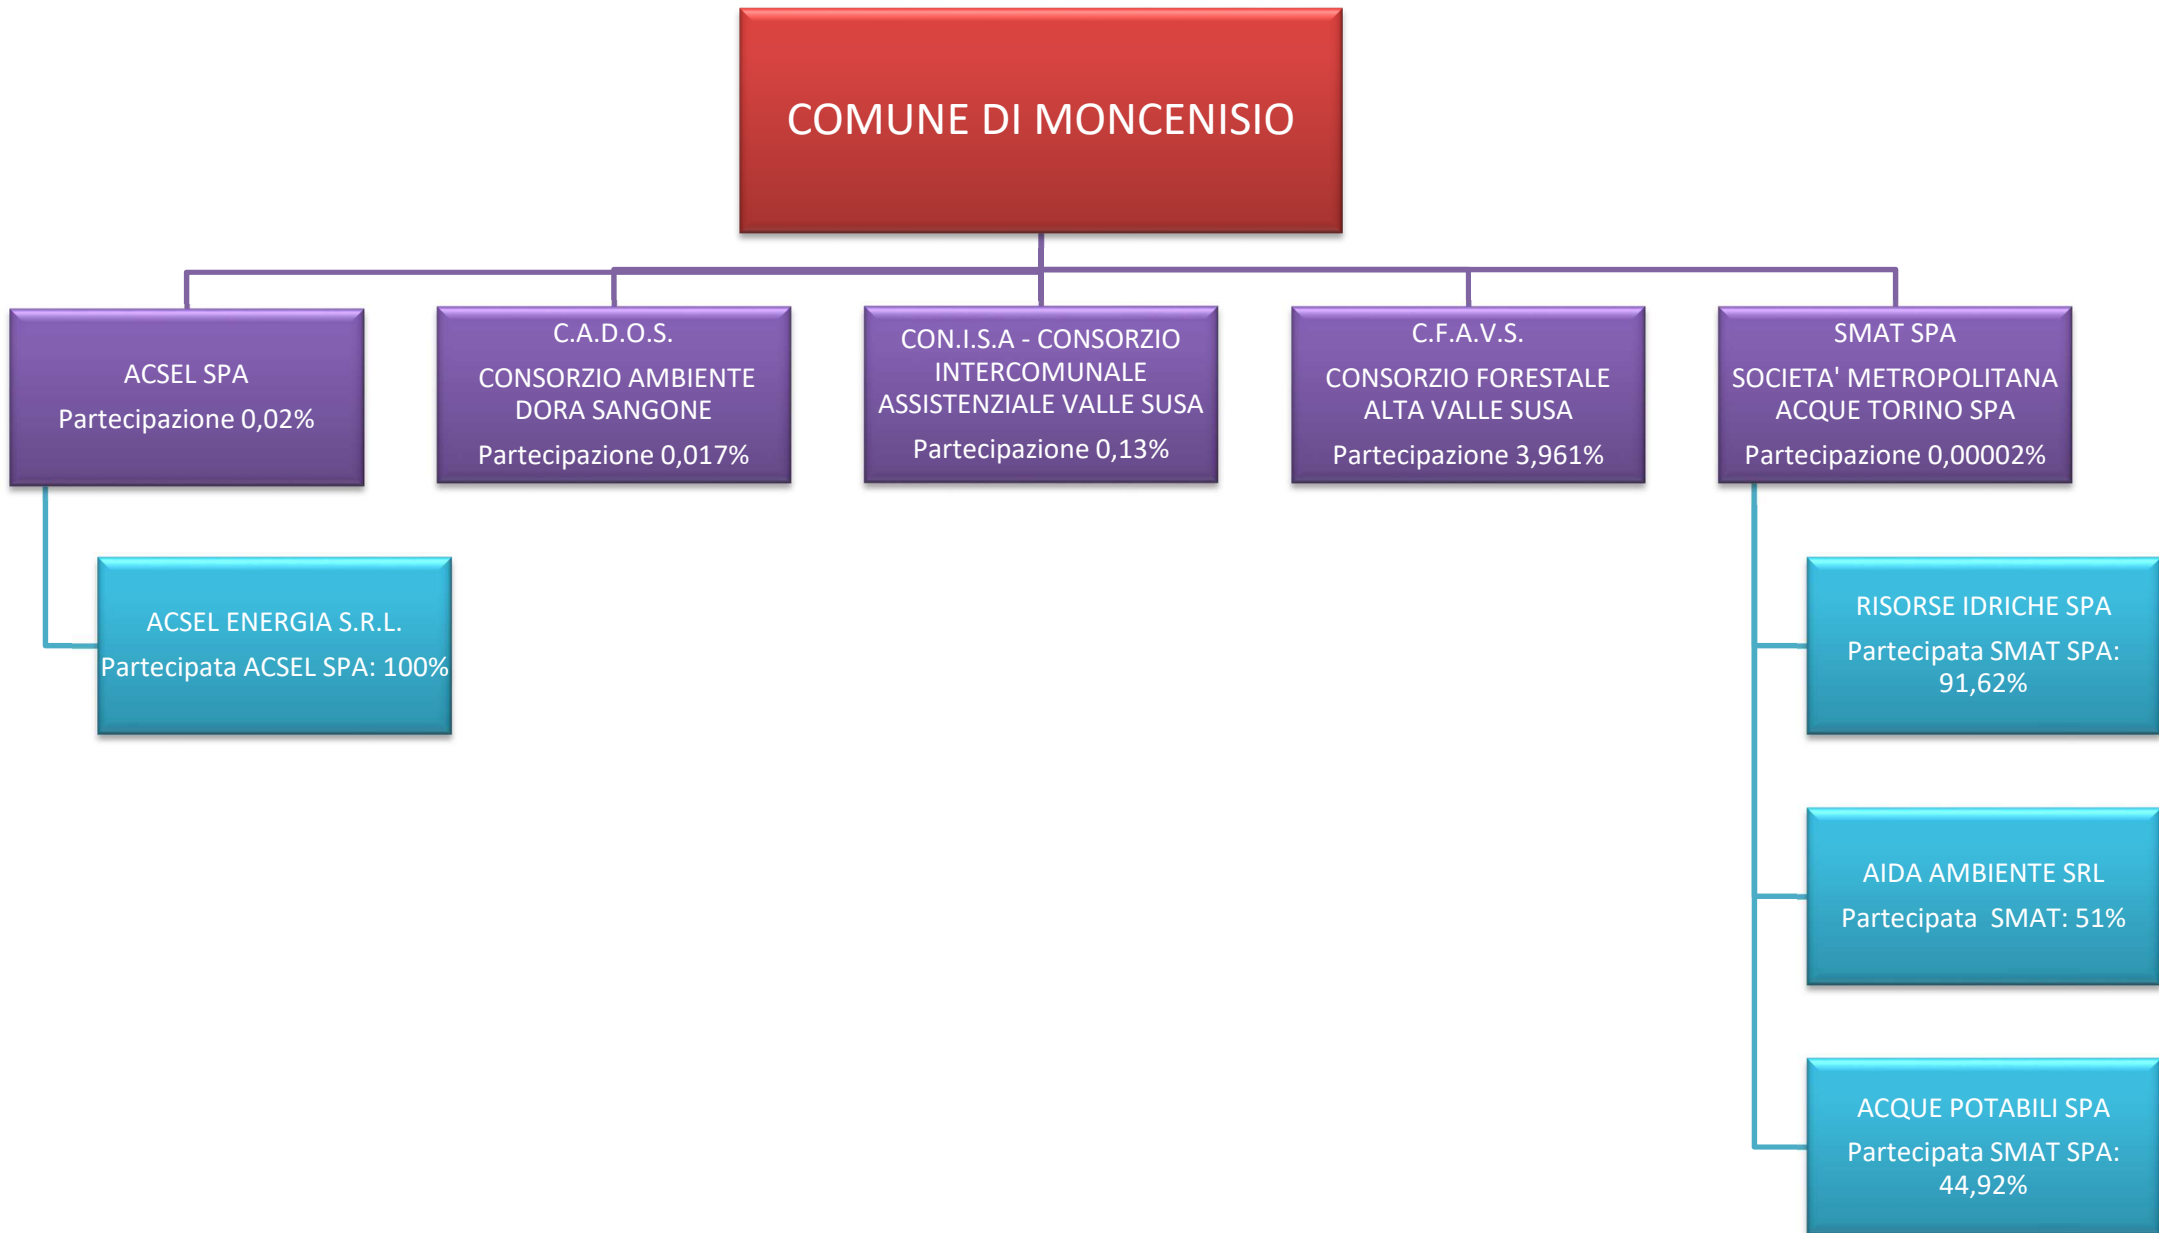 COMUNE DI MONCENISIO
ACSEL SPA
Partecipazione 0,02%
C.A.D.O.S.
CONSORZIO AMBIENTE
DORA SANGONE
Partecipazione 0,017%
CON.I.S.A - CONSORZIO
INTERCOMUNALE
ASSISTENZIALE VALLE SUSA
Partecipazione 0,13%
C.F.A.V.S.
CONSORZIO FORESTALE
ALTA VALLE SUSA
Partecipazione 3,961%
SMAT SPA
SOCIETA' METROPOLITANA
ACQUE TORINO SPA
Partecipazione 0,00002%
ACSEL ENERGIA S.R.L.
Partecipata ACSEL SPA: 100%
RISORSE IDRICHE SPA
Partecipata SMAT SPA:
91,62%
AIDA AMBIENTE SRL
Partecipata  SMAT: 51%
ACQUE POTABILI SPA
Partecipata SMAT SPA:
44,92%